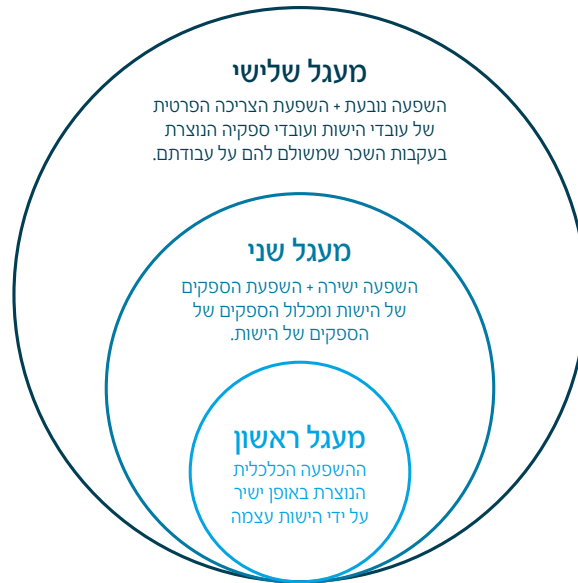 מעגל שלישי
השפעה נובעת + השפעת הצריכה הפרטית
של עובדי הישות ועובדי ספקיה הנוצרת
בעקבות השכר שמשולם להם על עבודתם.
מעגל שני
השפעה ישירה + השפעת הספקים
של הישות ומכלול הספקים של
הספקים של הישות.
מעגל ראשון
ההשפעה הכלכלית
הנוצרת באופן ישיר
על ידי הישות עצמה